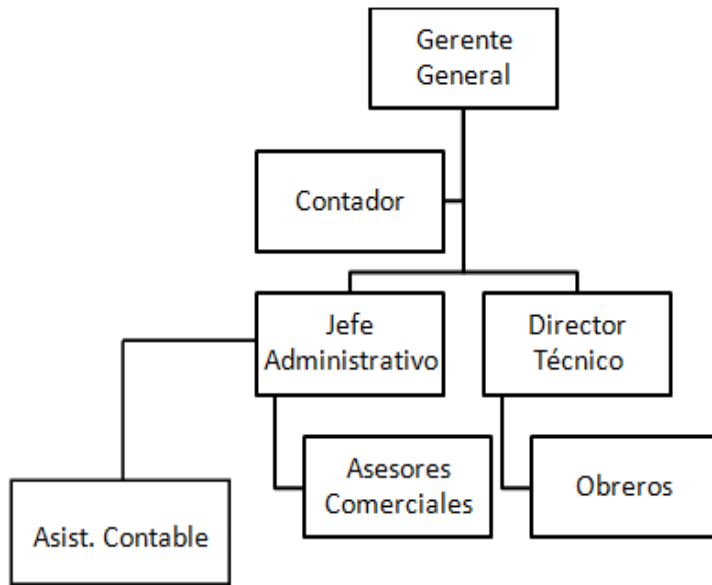 Gerente
General
Contador
Jefe
Administrativo
Director
Técnico
Asesores
Comerciales
Obreros
Asist. Contable